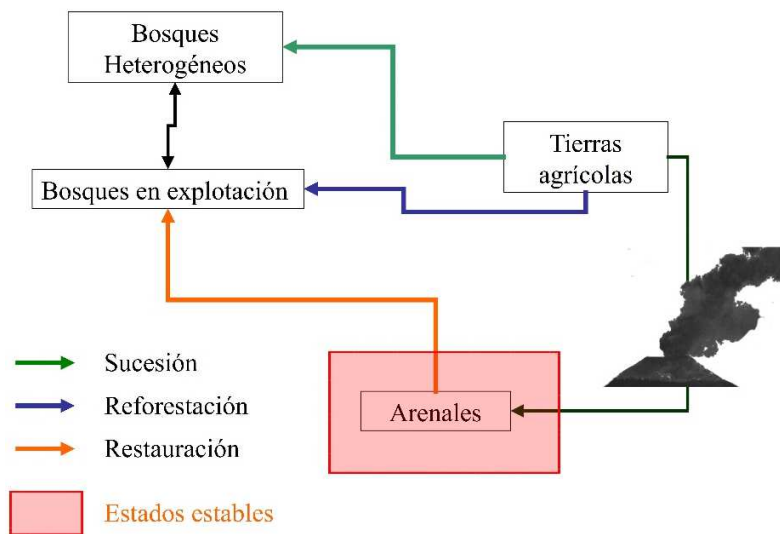 Bosques
Heterogéneos
Tierras
agrícolas
Bosques en explotación
Arenales
Sucesión
Reforestación
Restauración
Estados estables